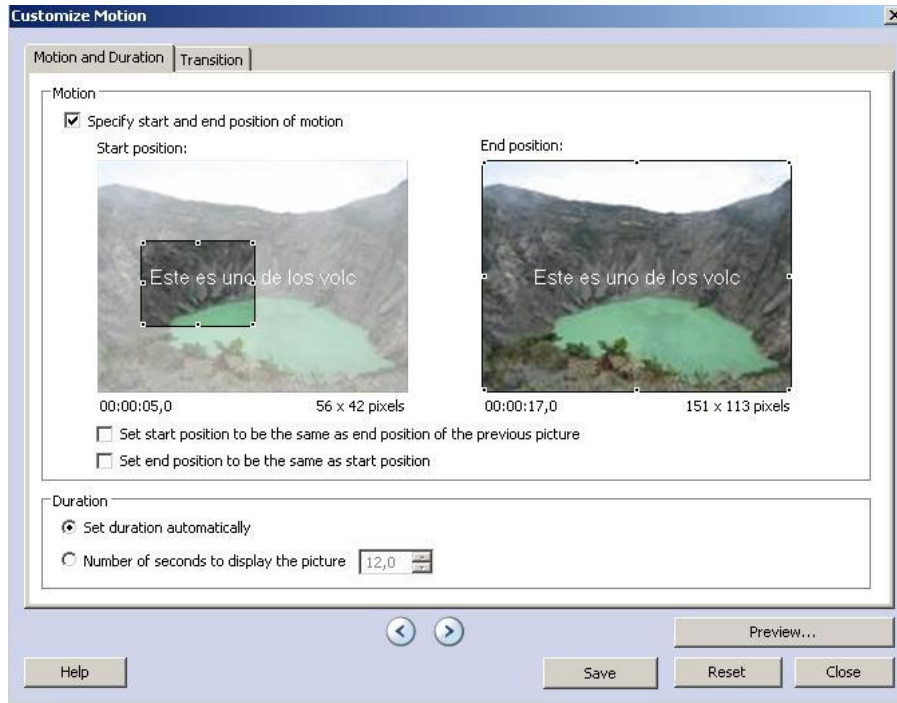 Customize Motion
Motion and Duration Transition
Motion
Specify start and end position of motion
Start position: End position:
Este es uno de los volc Este es uno de los volc
00:00:05,0 56 x 42 pixels 00:00:17,0 151 x 113 pixels
Set start position to be the same as end position of the previous picture
Set end position to be the same as start position
Duration
Set duration automatically
Number of seconds to display the picture 12,0
Preview...
Help Save Reset Close